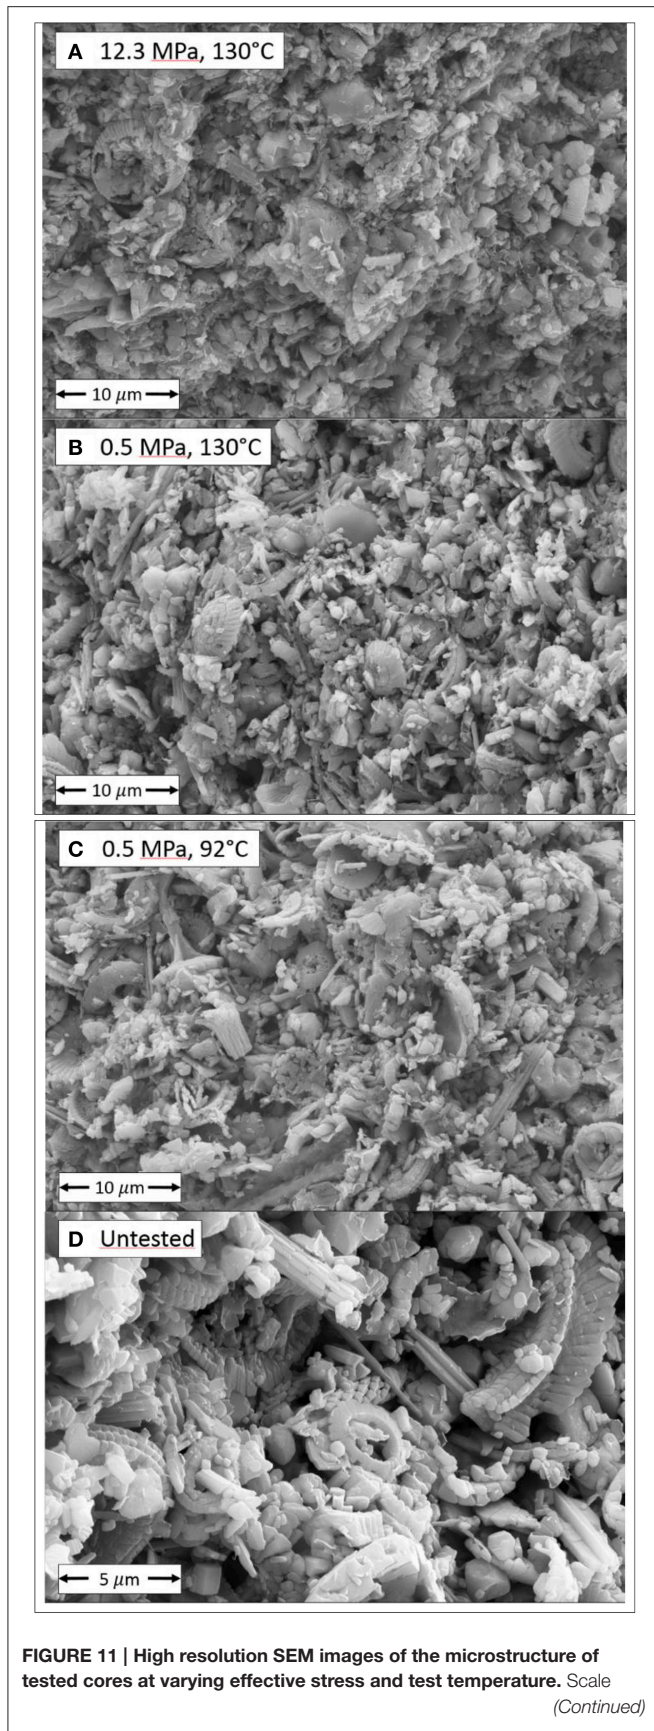 A 12.3 MPa, 130°C
10 μm
B 0.5 MPa, 130°C
10 μm
C 0.5 MPa, 92°C
10 μm
D Untested
5 μm
FIGURE 11 | High resolution SEM images of the microstructure of
tested cores at varying effective stress and test temperature. Scale
(Continued)